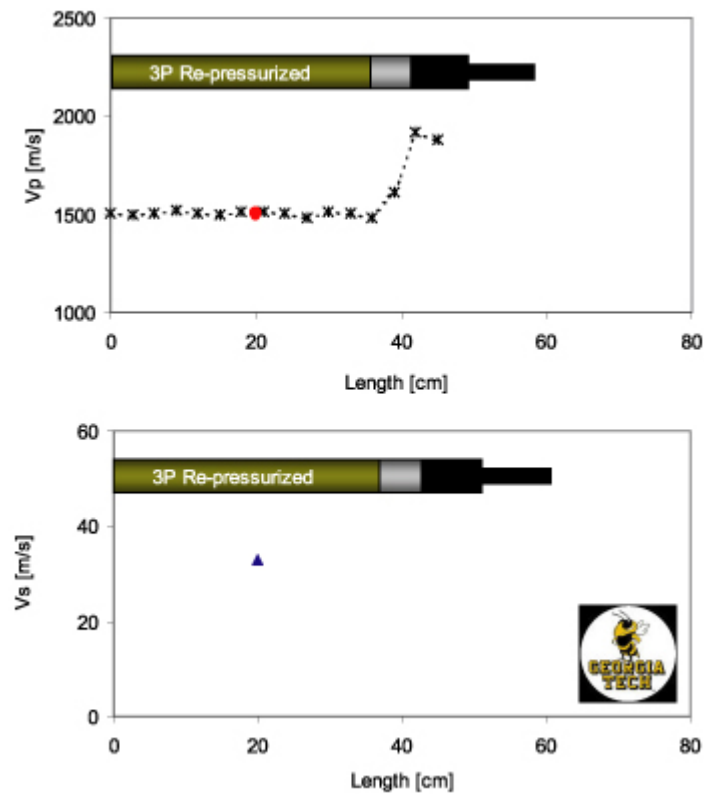 2500
3P Re-pressurized
2000
Vp [m/s]
1500
1000
0 20 40 60 80
Length [cm]
60
3P Re-pressurized
40
Vs [m/s]
20
GEORGIA
TECH
0
0 20 40 60 80
Length [cm]